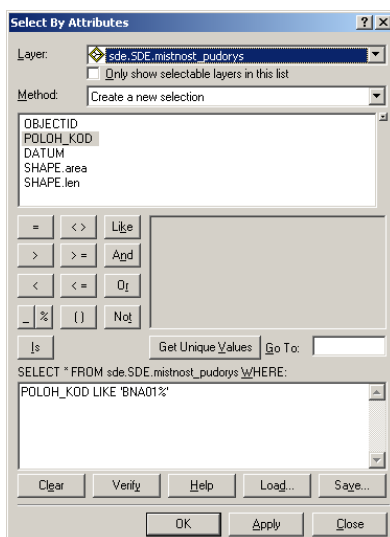 Select By Attributes
Layer: sde.SDE.mistnost_pudorys
Only show selectable layers in this list
Method: Create a new selection
OBJECTID
POLOH_KOD
DATUM
SHAPE.area
SHAPE.len
= < > Like
> > = And
< < = Or
_ % ( ) Not
Is Get Unique Values Go To:
SELECT * FROM sde.SDE.mistnost_pudorys WHERE:
POLOH_KOD LIKE 'BNA01%'
Clear Verify Help Load... Save...
OK Apply Close